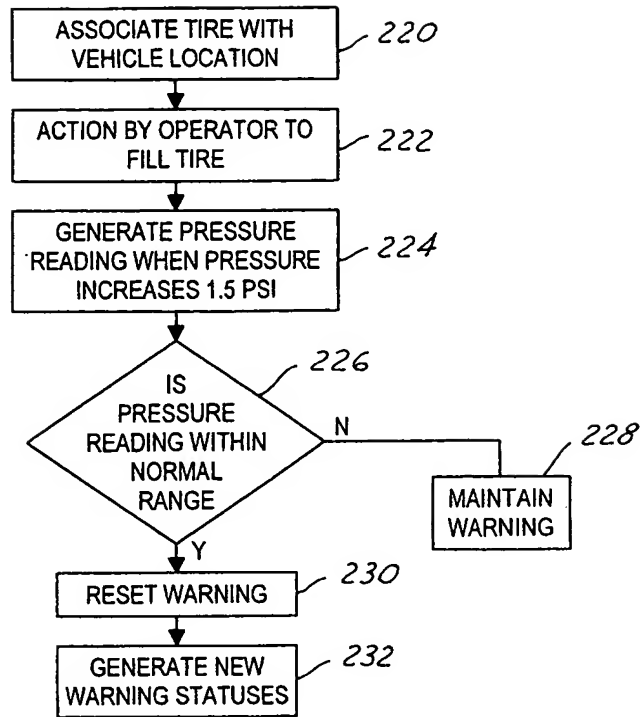 ASSOCIATE TIRE WITH
VEHICLE LOCATION
220
ACTION BY OPERATOR TO
FILL TIRE
222
GENERATE PRESSURE
READING WHEN PRESSURE
INCREASES 1.5 PSI
224
226
IS
PRESSURE
READING WITHIN
NORMAL
RANGE
N
228
MAINTAIN
WARNING
Y
230
RESET WARNING
232
GENERATE NEW
WARNING STATUSES